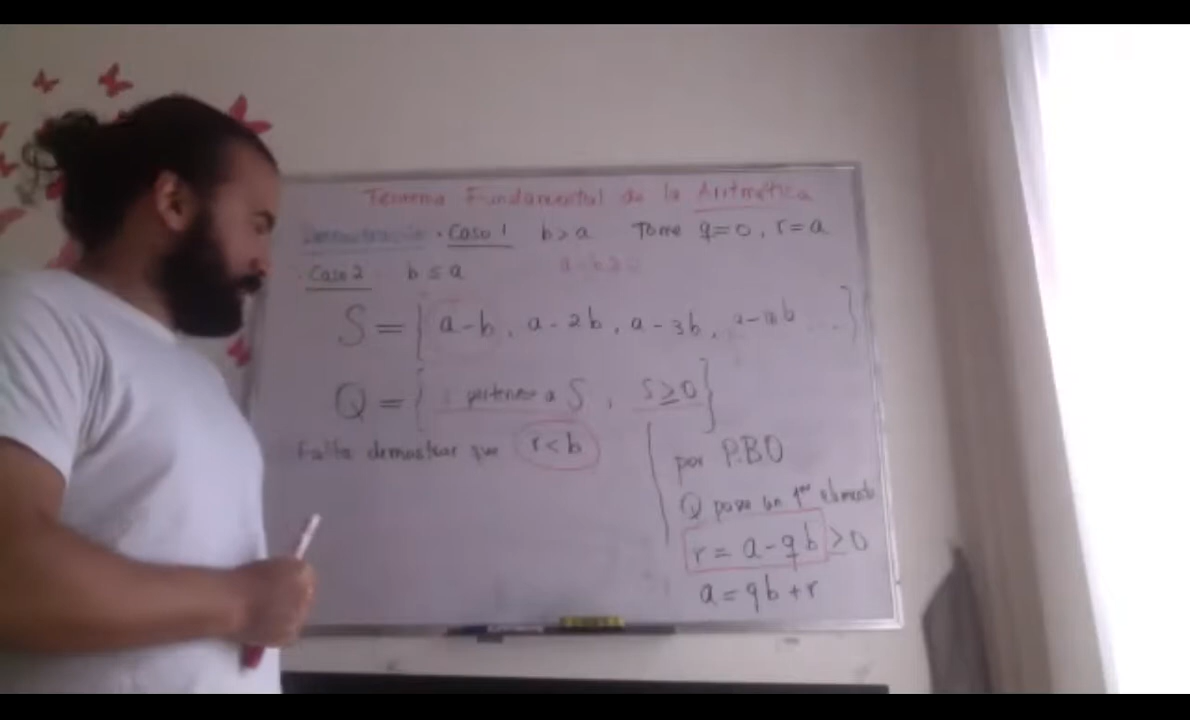 Teorema Fundamental de la Aritmética
Demostración. Caso 1 b > a Tome q=0, r=a
. Caso 2 b ≤ a
S = { a-b, a-2b, a-3b, ... }
Q = { pertenece a S, S ≥ 0 }
Falta demostrar que r < b
por P.B.O
Q posee un 1er elemento
r = a - qb ≥ 0
a = qb + r